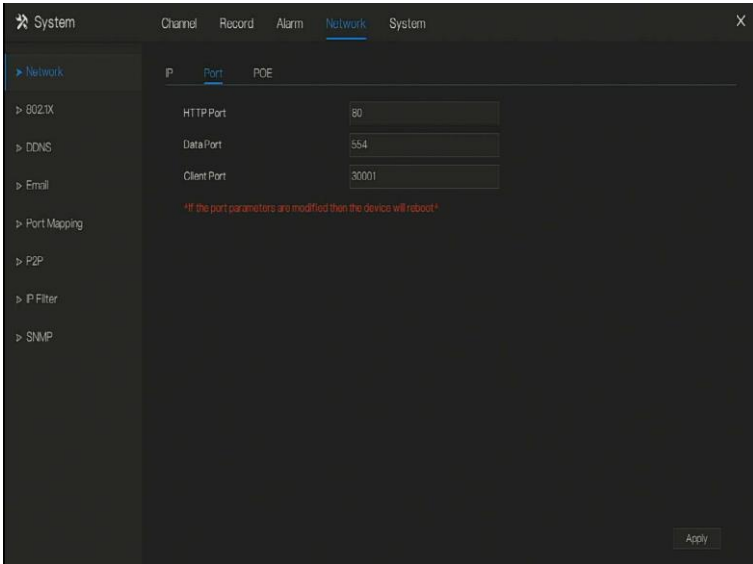 System Channel Record Alarm Network System X
Network
802.1X
DDNS
Email
Port Mapping
P2P
IP Filter
SNMP
IP Port POE
HTTP Port 80
Data Port 554
Client Port 30001
*If the port parameters are modified then the device will reboot*
Apply